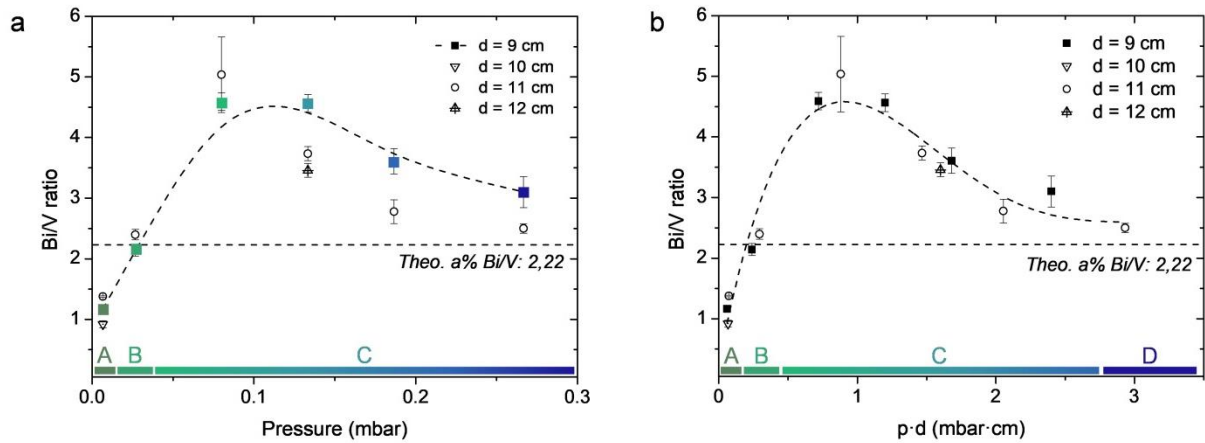 a
6
5
4
3
2
1
Bi/V ratio
d = 9 cm
d = 10 cm
d = 11 cm
d = 12 cm
Theo. a% Bi/V: 2,22
A B C
0.0 0.1 0.2 0.3
Pressure (mbar)
b
6
5
4
3
2
1
Bi/V ratio
d = 9 cm
d = 10 cm
d = 11 cm
d = 12 cm
Theo. a% Bi/V: 2,22
A B C D
0 1 2 3
p·d (mbar·cm)